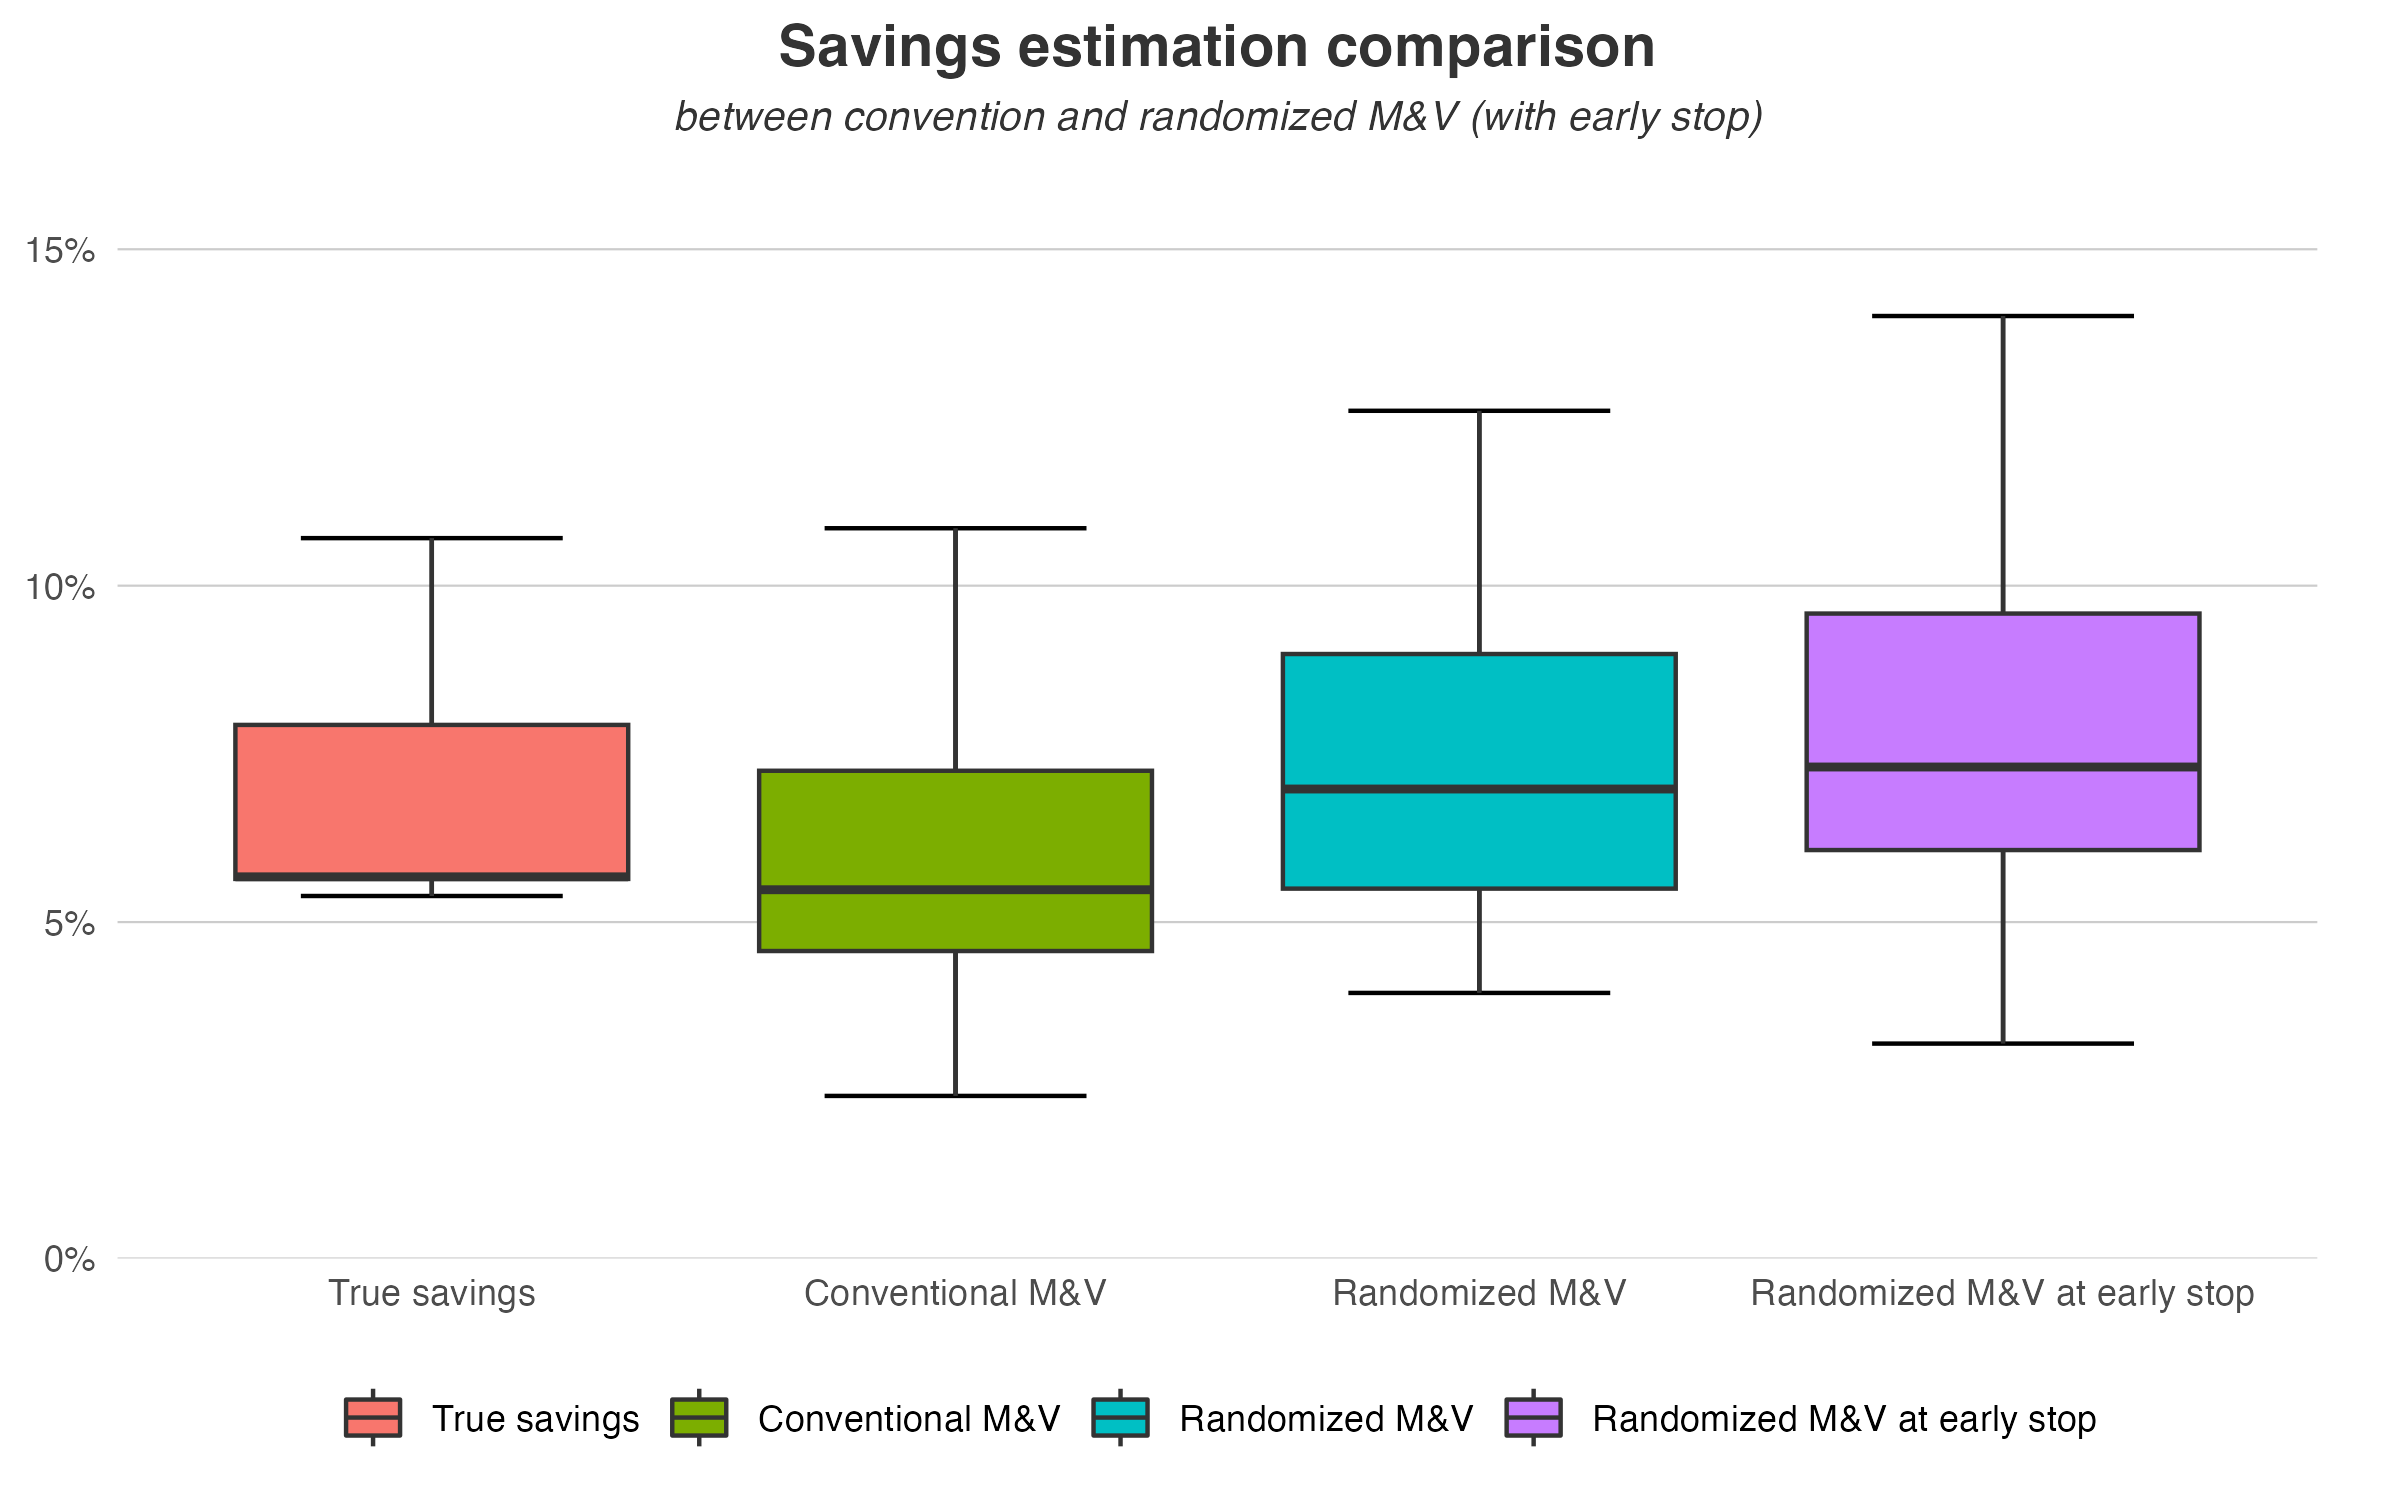 Savings estimation comparison
between convention and randomized M&V (with early stop)
15%
10%
5%
0%
True savings
Conventional M&V
Randomized M&V
Randomized M&V at early stop
True savings
Conventional M&V
Randomized M&V
Randomized M&V at early stop